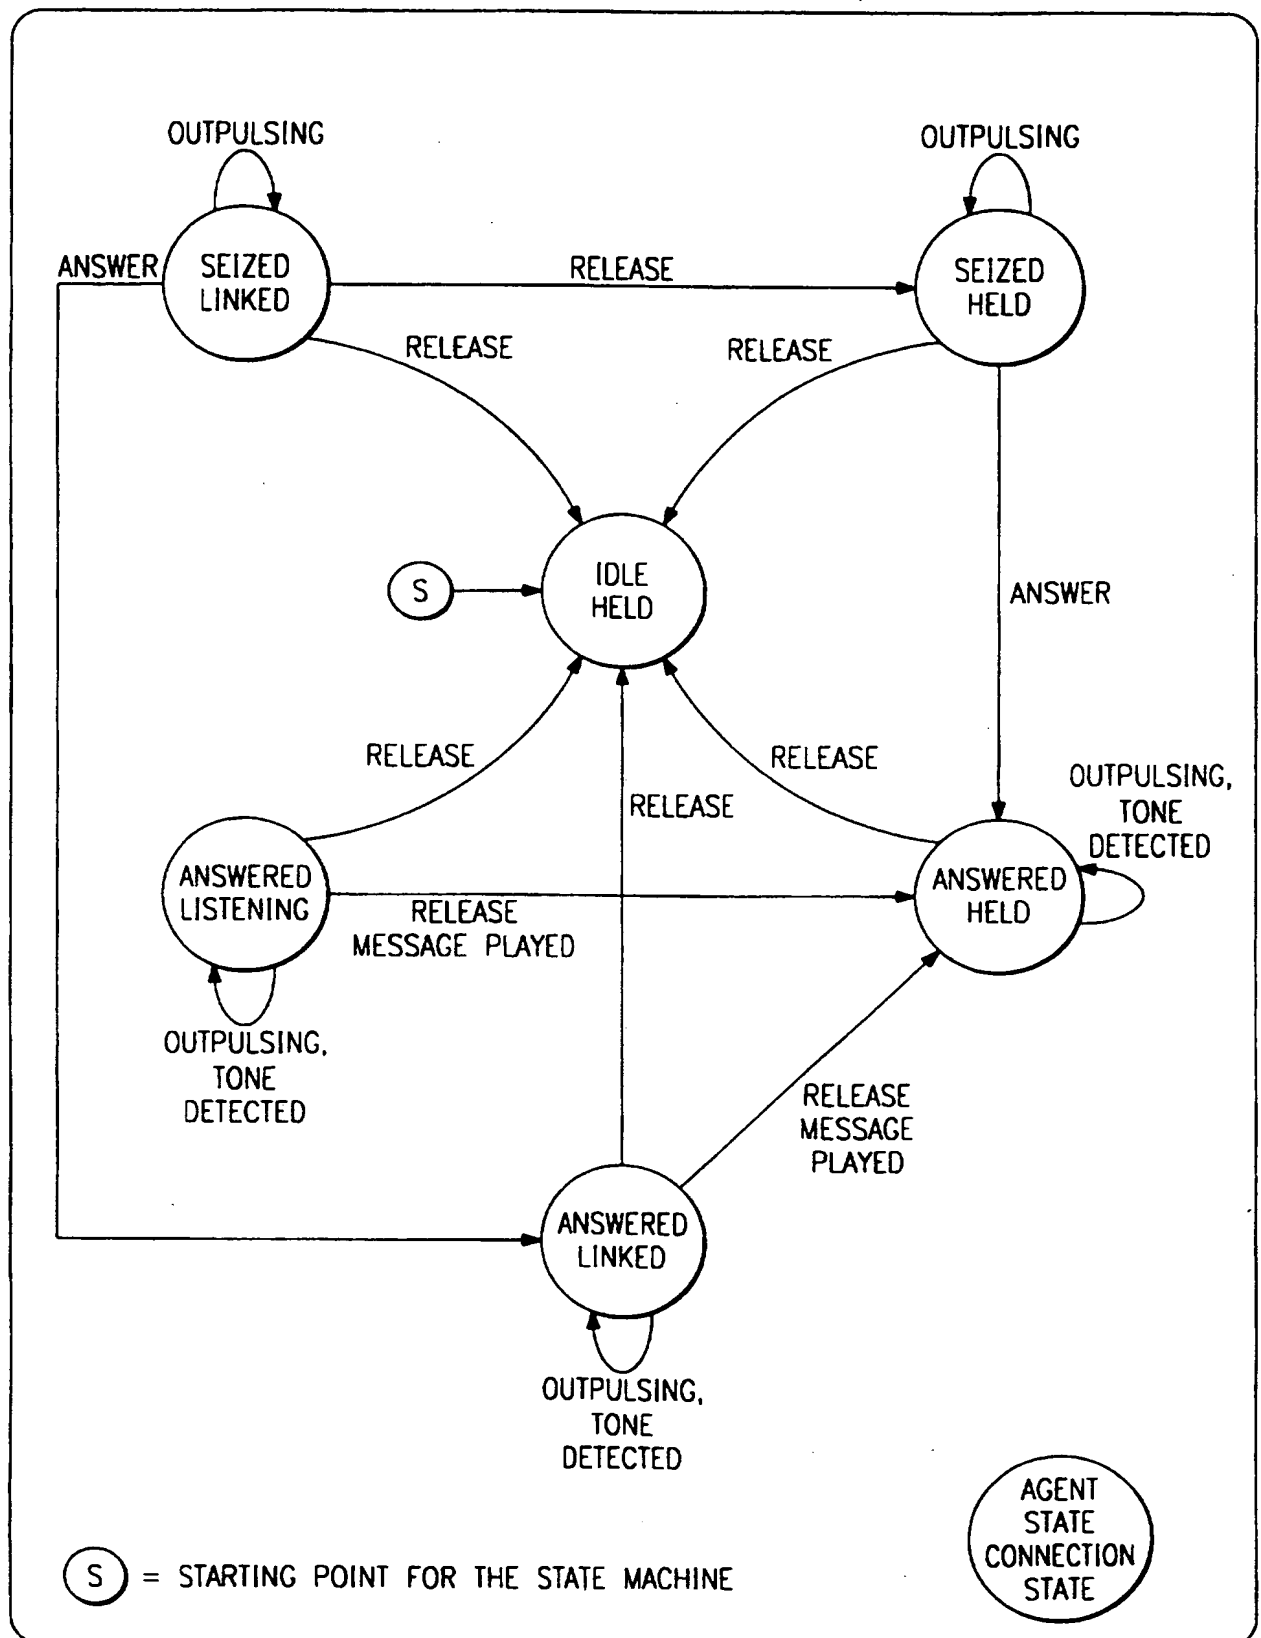 OUTPULSING
OUTPULSING
ANSWER
SEIZED
LINKED
RELEASE
SEIZED
HELD
RELEASE
RELEASE
S
IDLE
HELD
ANSWER
RELEASE
RELEASE
RELEASE
OUTPULSING,
TONE
DETECTED
ANSWERED
LISTENING
RELEASE
MESSAGE PLAYED
ANSWERED
HELD
OUTPULSING,
TONE
DETECTED
RELEASE
MESSAGE
PLAYED
ANSWERED
LINKED
OUTPULSING,
TONE
DETECTED
AGENT
STATE
CONNECTION
STATE
S = STARTING POINT FOR THE STATE MACHINE